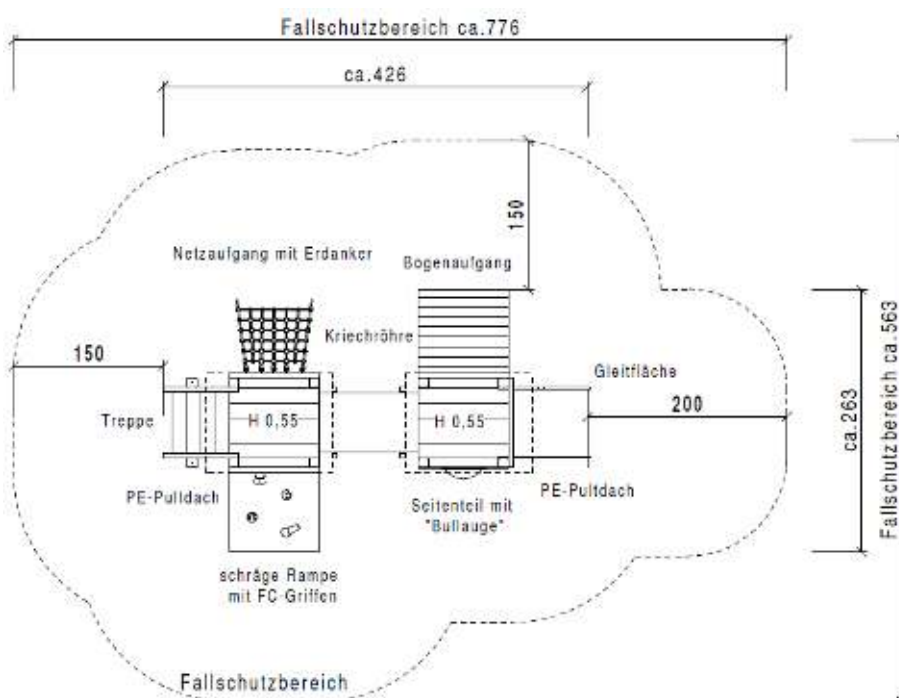 Fallschutzbereich ca.776
ca.426
150
Netzaufgang mit Erdanker
Bogenaufgang
Kriechröhre
150
Gleitfläche
Treppe
H 0,55
H 0,55
200
ca.263
Fallschutzbereich ca.563
PE-Pultdach
Seitenteil mit
"Bullauge"
PE-Pultdach
schräge Rampe
mit FC-Griffen
Fallschutzbereich